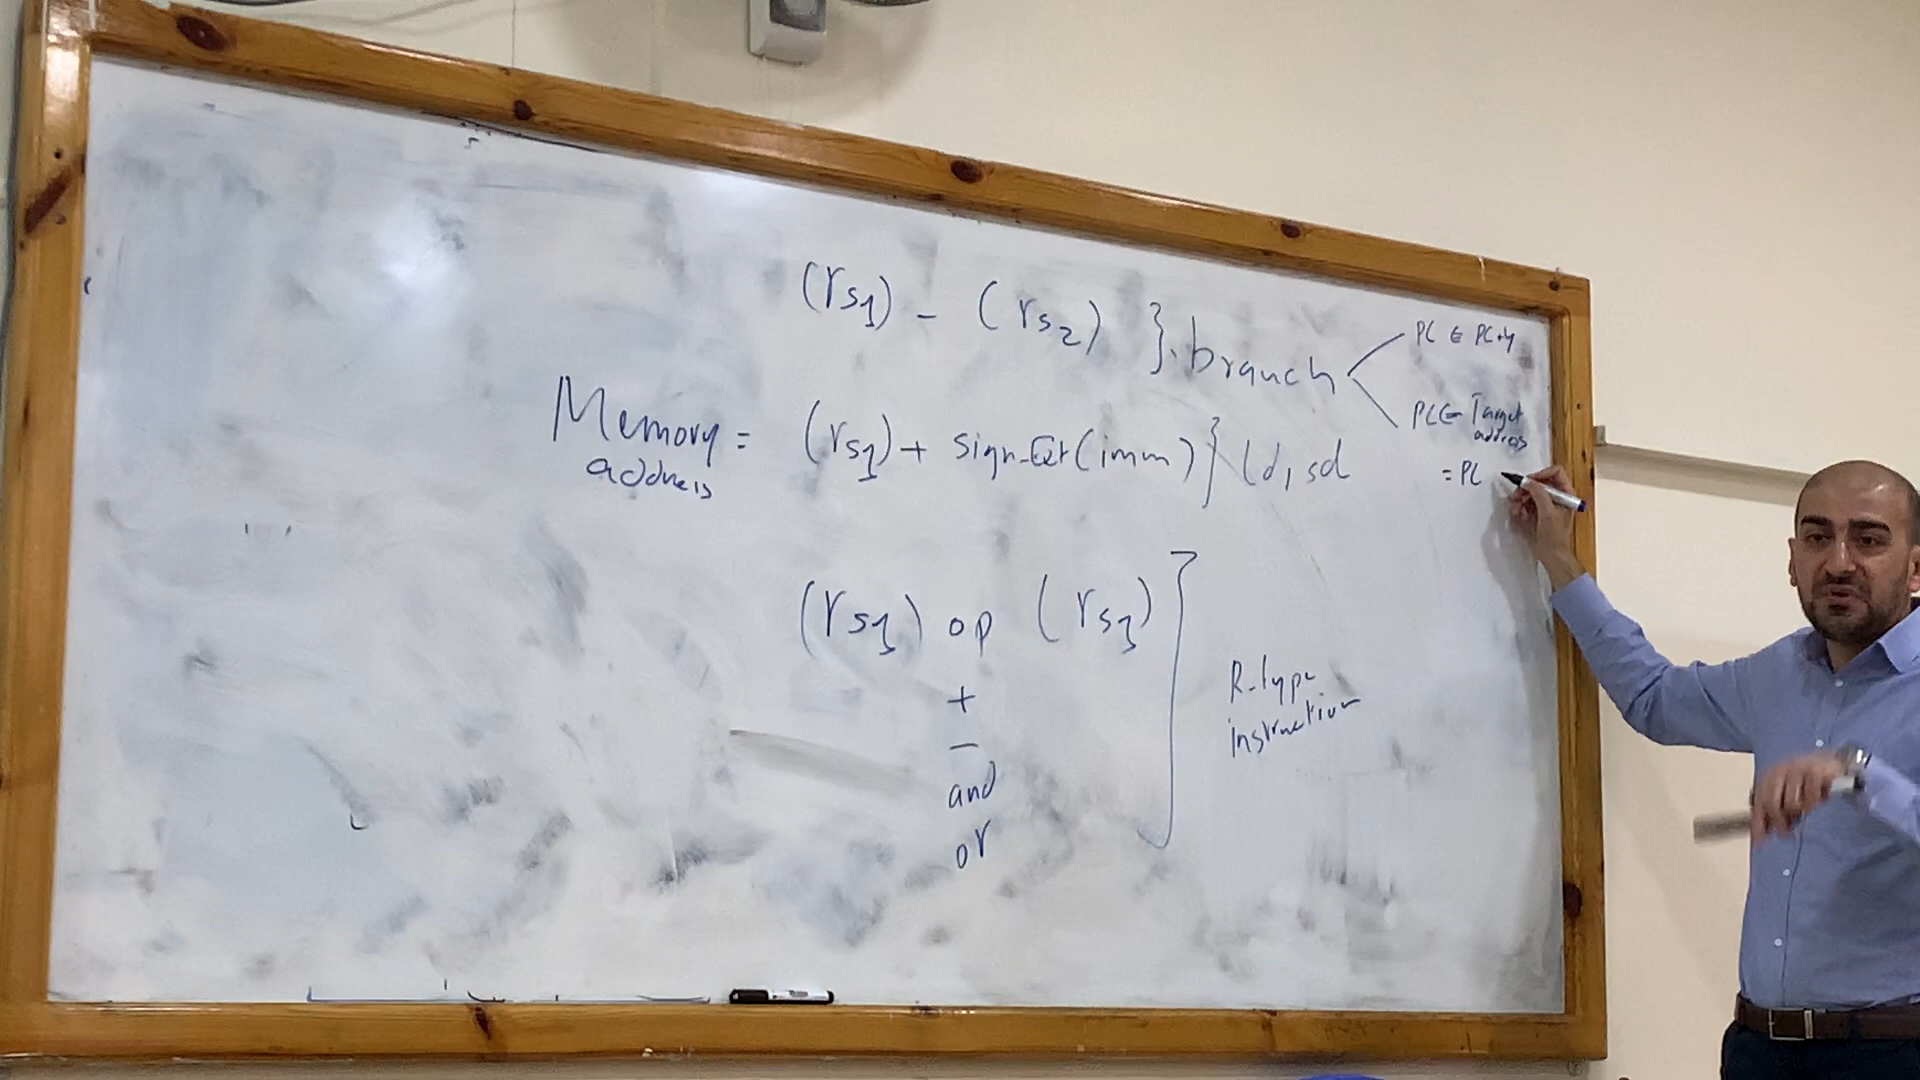 (rs1) - (rs2) } branch
PC ← PC+4
PC ← Target address
= PC
Memory address = (rs1) + sign-Ext(imm) } ld, sd
(rs1) op (rs1)
+
-
and
or
R-type
instruction